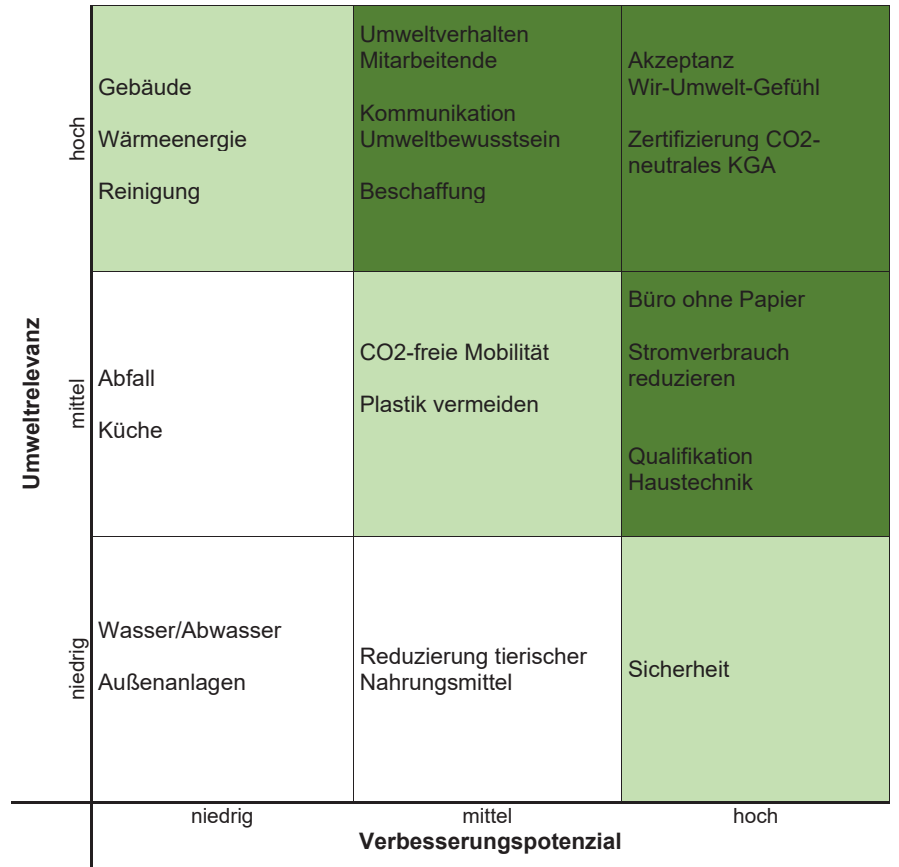 Umweltrelevanz
hoch
Gebäude
Wärmeenergie
Reinigung
Umweltverhalten
Mitarbeitende
Kommunikation
Umweltbewusstsein
Beschaffung
Akzeptanz
Wir-Umwelt-Gefühl
Zertifizierung CO2-
neutrales KGA
mittel
Abfall
Küche
CO2-freie Mobilität
Plastik vermeiden
Büro ohne Papier
Stromverbrauch
reduzieren
Qualifikation
Haustechnik
niedrig
Wasser/Abwasser
Außenanlagen
Reduzierung tierischer
Nahrungsmittel
Sicherheit
niedrig
mittel
hoch
Verbesserungspotenzial